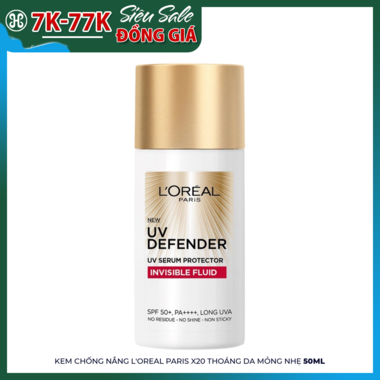 7K-77K
Siêu Sale
ĐỒNG GIÁ
L'ORÉAL
PARIS
NEW
UV
DEFENDER
UV SERUM PROTECTOR
INVISIBLE FLUID
SPF 50+, PA++++, LONG UVA
NO RESIDUE - NO SHINE - NON STICKY
KEM CHỐNG NẮNG L'OREAL PARIS X20 THOÁNG DA MỎNG NHẸ 50ML